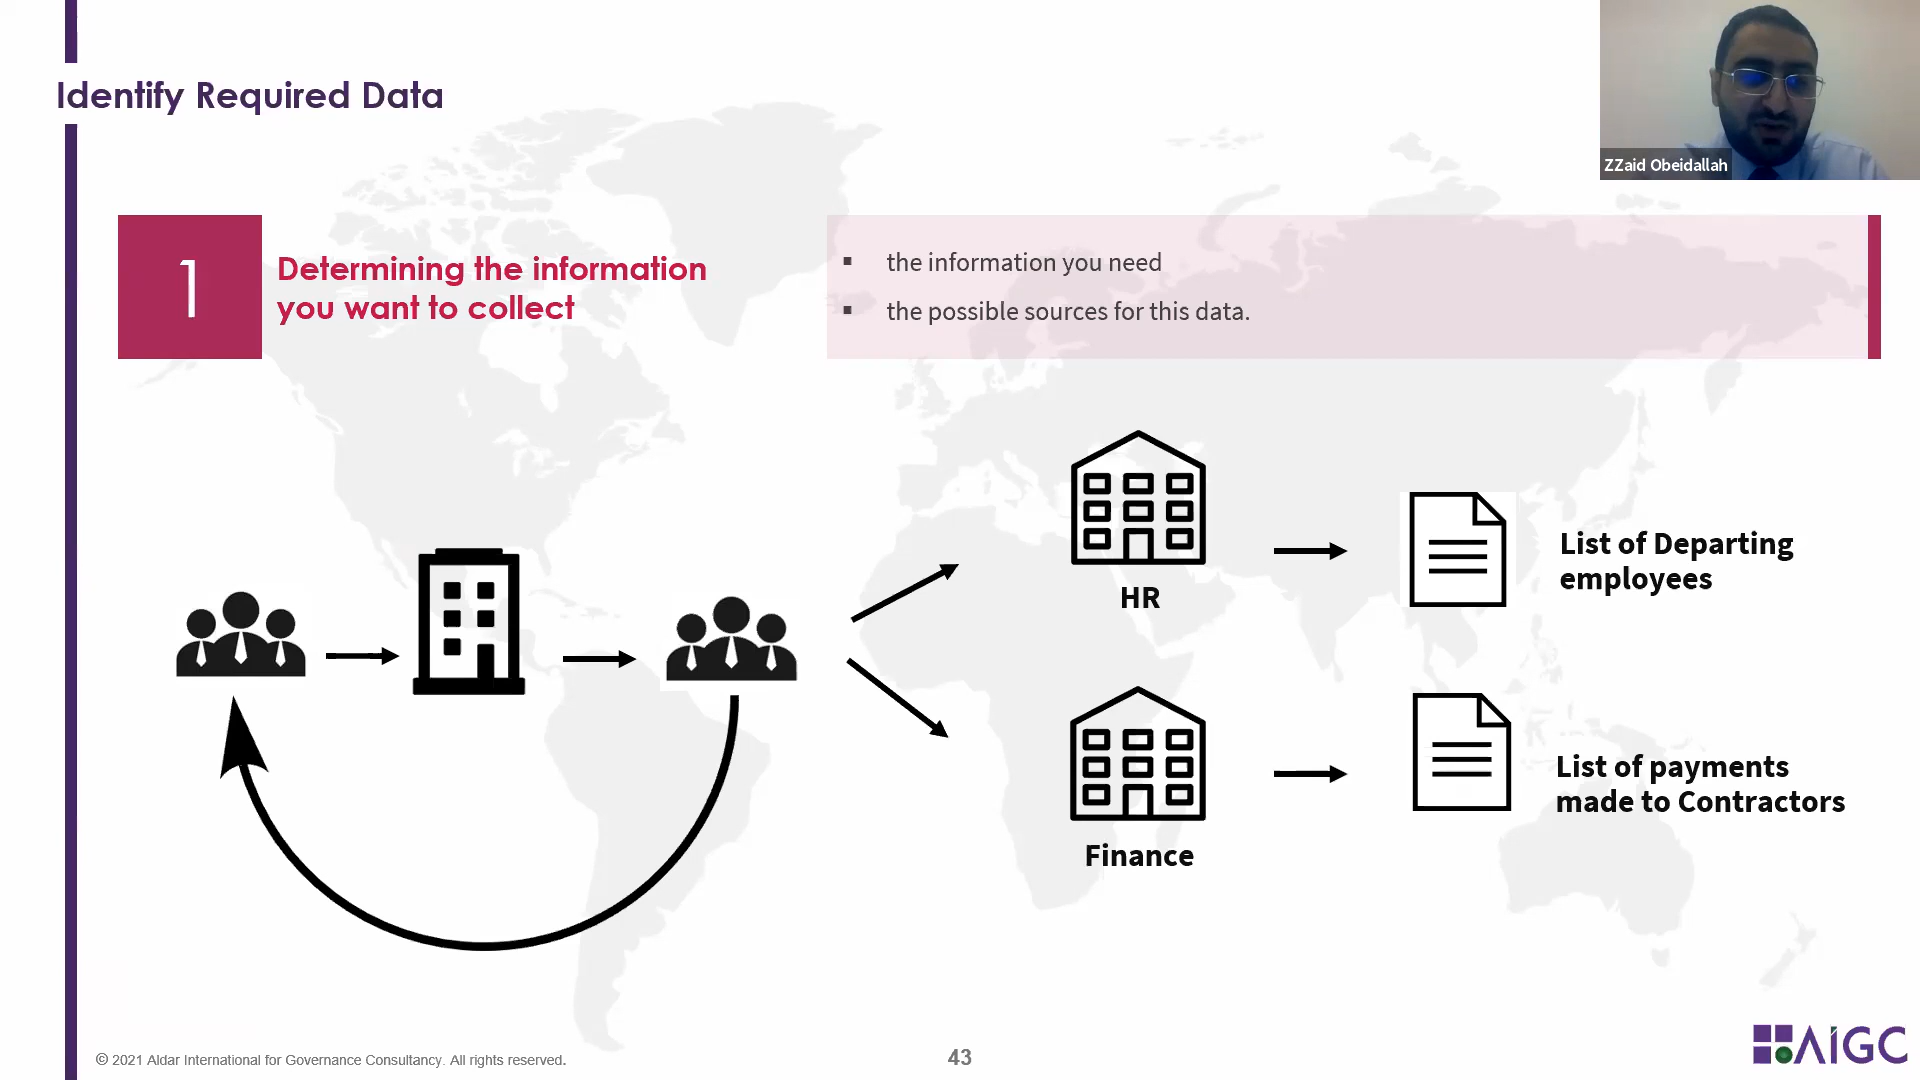 Identify Required Data
ZZaid Obeidallah
1
Determining the information
you want to collect
▪ the information you need
▪ the possible sources for this data.
HR
List of Departing
employees
Finance
List of payments
made to Contractors
© 2021 Aldar International for Governance Consultancy. All rights reserved.
43
AIGC